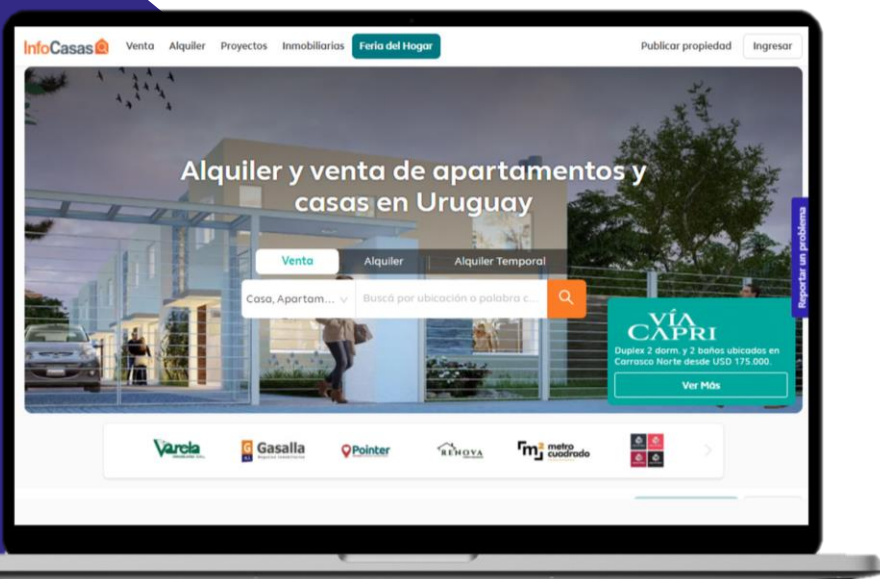 InfoCasas
Venta
Alquiler
Proyectos
Inmobiliarias
Feria del Hogar
Publicar propiedad
Ingresar
Alquiler y venta de apartamentos y
casas en Uruguay
Venta
Alquiler
Alquiler Temporal
Casa, Apartam...
Buscá por ubicación o palabra c...
Reportar un problema
VÍA
CAPRI
Duplex 2 dorm. y 2 baños ubicados en
Carrasco Norte desde USD 175.000.
Ver Más
Varela
Gasalla
Pointer
RENOVA
m2 metro
cuadrado